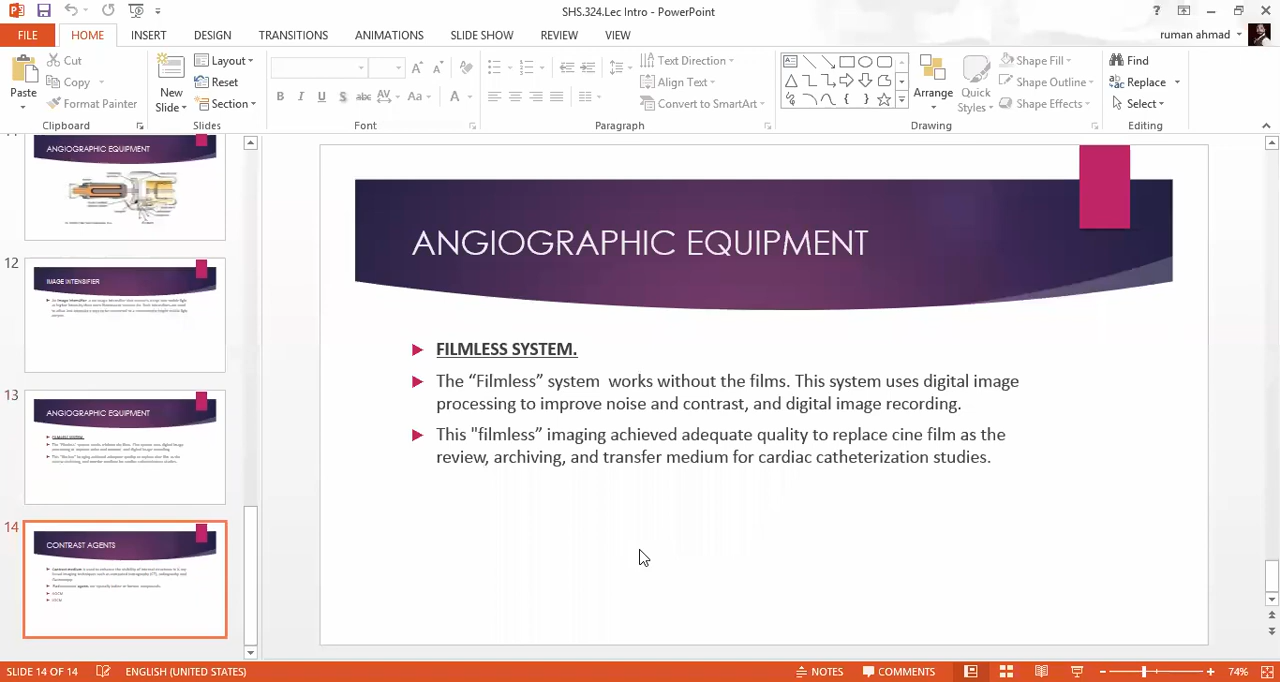 SHS.324.Lec Intro - PowerPoint
?
FILE
HOME
INSERT
DESIGN
TRANSITIONS
ANIMATIONS
SLIDE SHOW
REVIEW
VIEW
ruman ahmad
Paste
Cut
Copy
Format Painter
Clipboard
New
Slide
Layout
Reset
Section
Slides
B I U S abc AV Aa A
Font
Text Direction
Align Text
Convert to SmartArt
Paragraph
Arrange
Quick
Styles
Shape Fill
Shape Outline
Shape Effects
Drawing
Find
Replace
Select
Editing
ANGIOGRAPHIC EQUIPMENT
12
IMAGE INTENSIFIER
13
ANGIOGRAPHIC EQUIPMENT
FILMLESS SYSTEM.
14
CONTRAST AGENTS
ANGIOGRAPHIC EQUIPMENT
FILMLESS SYSTEM.
The “Filmless” system works without the films. This system uses digital image
processing to improve noise and contrast, and digital image recording.
This "filmless” imaging achieved adequate quality to replace cine film as the
review, archiving, and transfer medium for cardiac catheterization studies.
SLIDE 14 OF 14
ENGLISH (UNITED STATES)
NOTES
COMMENTS
74%